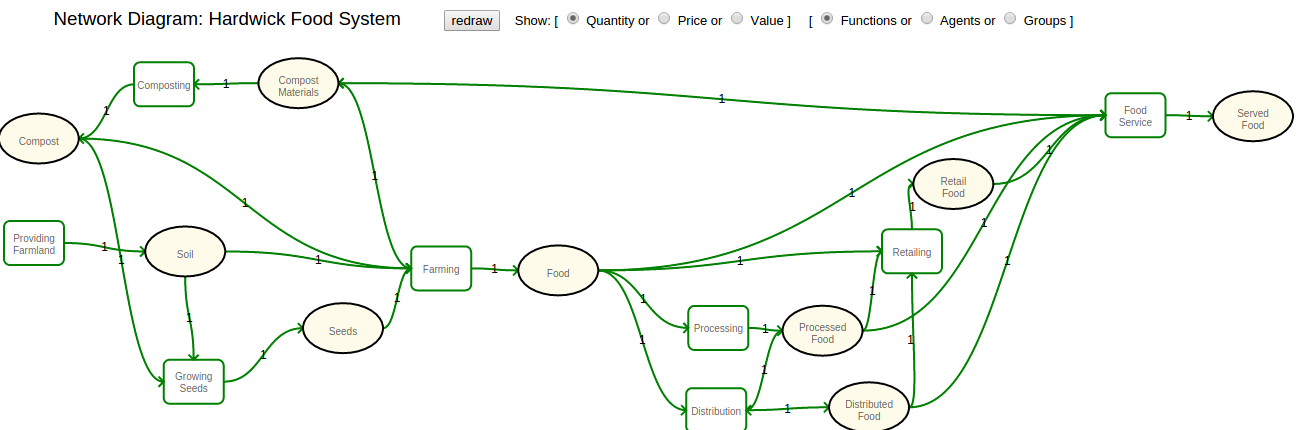 Network Diagram: Hardwick Food System
redraw
Show: [ Quantity or Price or Value ] [ Functions or Agents or Groups ]
Composting
1
Compost
Materials
1
1
Food
Service
1
Served
Food
Compost
1
1
1
Retail
Food
1
1
1
Providing
Farmland
1
1
Soil
1
Farming
1
Food
1
Retailing
1
1
1
Seeds
1
1
1
Processing
1
Processed
Food
1
1
1
Growing
Seeds
1
1
Distribution
1
Distributed
Food